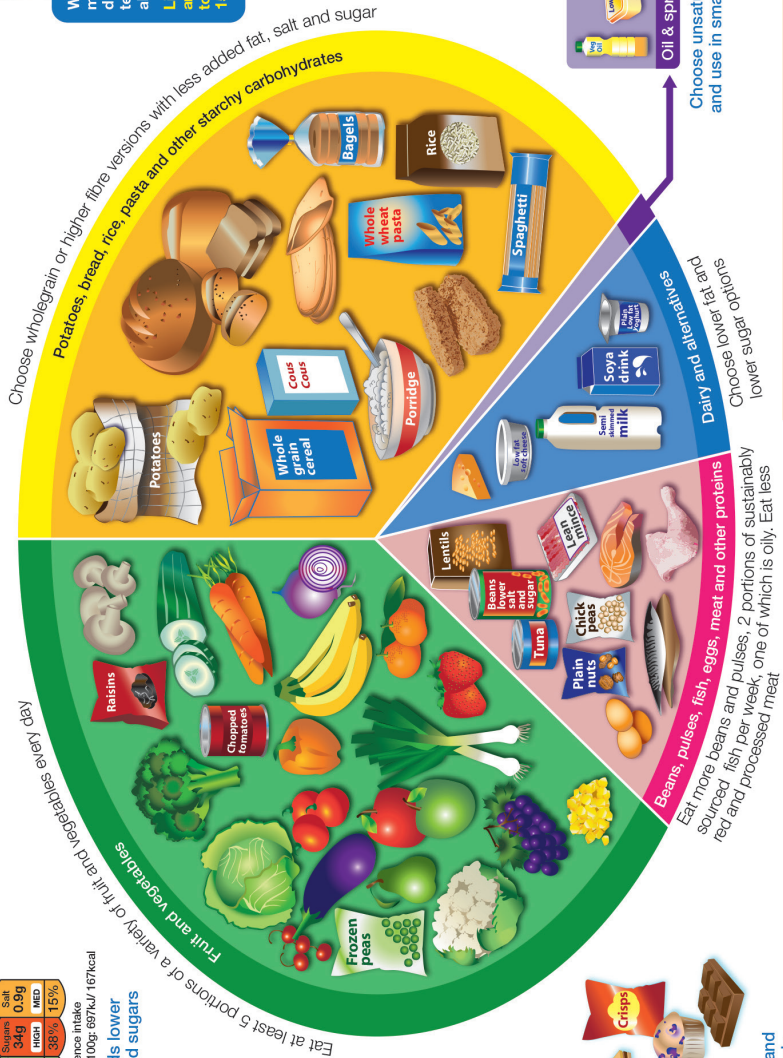 Sugars
34g
HIGH
38%
Salt
0.9g
MED
15%
ence intake
100g: 697kJ/ 167kcal
d sugars
Eat at least 5 portions of a variety of fruit and vegetables every day
Fruit and vegetables
Choose wholegrain or higher fibre versions with less added fat, salt and sugar
Potatoes, bread, rice, pasta and other starchy carbohydrates
Raisins
Potatoes
Chopped
tomatoes
Frozen
peas
Whole
grain
cereal
Cous
Cous
Porridge
Whole
wheat
pasta
Bagels
Rice
Spaghetti
Lentils
Beans
lower
salt
and
sugar
Tuna
Lean
mince
Chick
peas
Plain
nuts
Low fat
soft cheese
Semi
skimmed
milk
Soya
drink
Plain
Low fat
Yoghurt
Crisps
and
Beans, pulses, fish, eggs, meat and other proteins
Eat more beans and pulses, 2 portions of sustainably
sourced fish per week, one of which is oily. Eat less
red and processed meat
Dairy and alternatives
Choose lower fat and
lower sugar options
Veg
Oil
Low
Oil & spr
Choose unsat
and use in sma